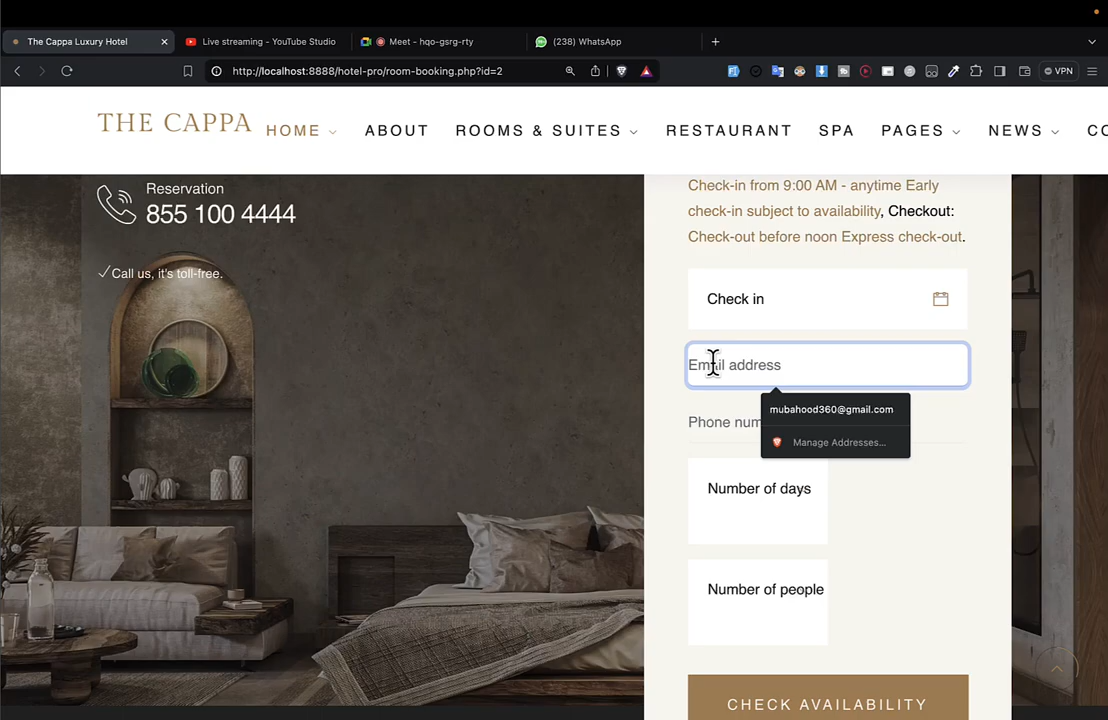 The Cappa Luxury Hotel
Live streaming - YouTube Studio
Meet - hqo-gsrg-rty
(238) WhatsApp
http://localhost:8888/hotel-pro/room-booking.php?id=2
VPN
THE CAPPA
HOME
ABOUT
ROOMS & SUITES
RESTAURANT
SPA
PAGES
NEWS
CO
Reservation
855 100 4444
Call us, it's toll-free.
Check-in from 9:00 AM - anytime Early
check-in subject to availability, Checkout:
Check-out before noon Express check-out.
Check in
Email address
mubahood360@gmail.com
Manage Addresses...
Phone num
Number of days
Number of people
CHECK AVAILABILITY